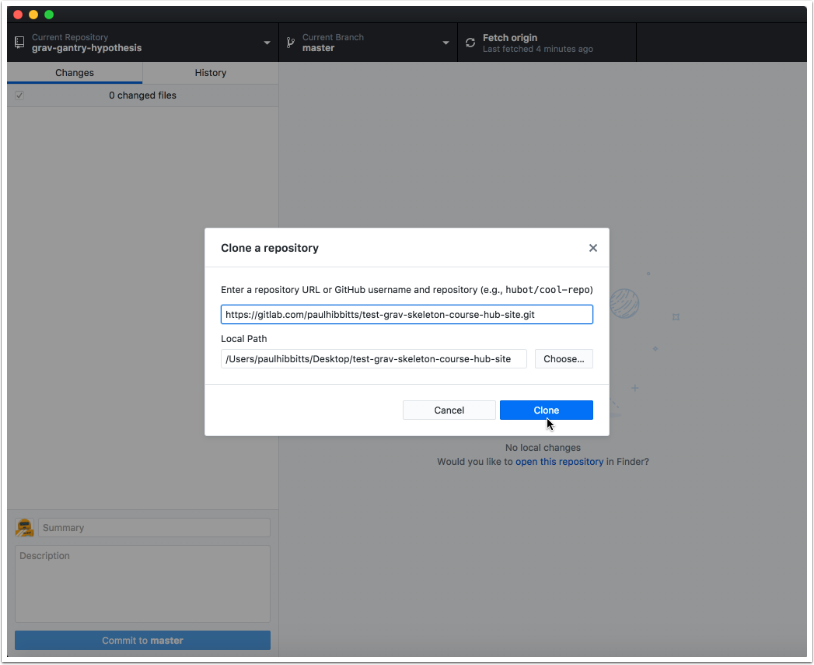 Current Repository
grav-gantry-hypothesis
Current Branch
master
Fetch origin
Last fetched 4 minutes ago
Changes
History
0 changed files
Clone a repository
Enter a repository URL or GitHub username and repository (e.g., hubot/cool-repo)
https://gitlab.com/paulhibbitts/test-grav-skeleton-course-hub-site.git
Local Path
/Users/paulhibbitts/Desktop/test-grav-skeleton-course-hub-site
Choose...
Cancel
Clone
No local changes
Would you like to open this repository in Finder?
Summary
Description
Commit to master